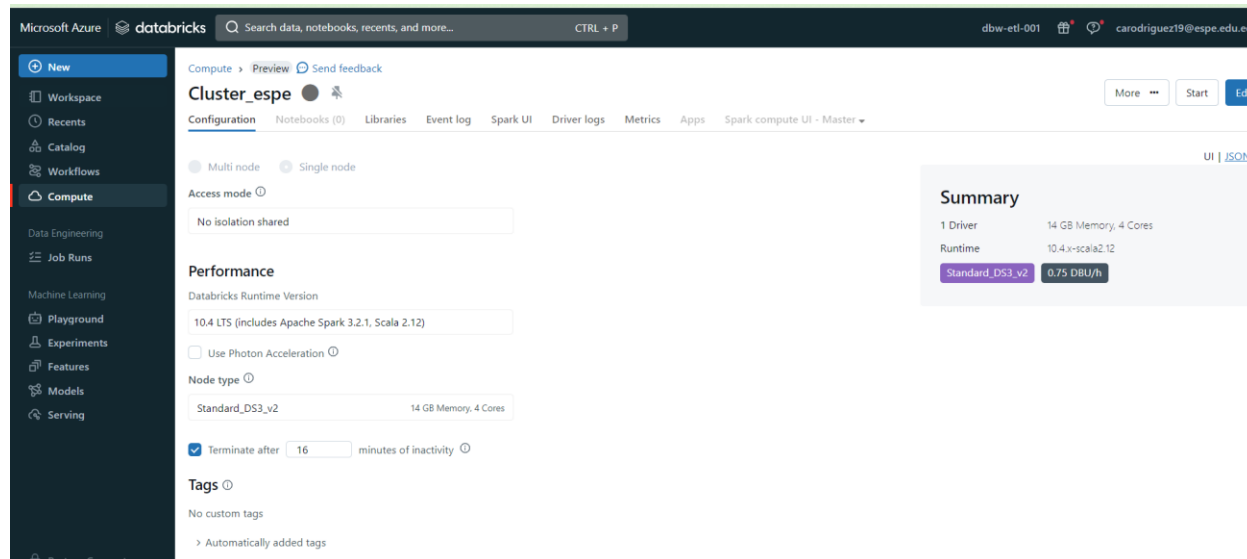 Microsoft Azure databricks Search data, notebooks, recents, and more... CTRL + P dbw-etl-001
New
Workspace
Recents
Catalog
Workflows
Compute
Data Engineering
Job Runs
Machine Learning
Playground
Experiments
Features
Models
Serving
Compute > Preview Send feedback
Cluster_espe
More ... Start
Configuration Notebooks (0) Libraries Event log Spark UI Driver logs Metrics Apps Spark compute UI - Master
UI | JSON
Multi node Single node
Access mode
No isolation shared
Performance
Databricks Runtime Version
10.4 LTS (includes Apache Spark 3.2.1, Scala 2.12)
Use Photon Acceleration
Node type
Standard_DS3_v2 14 GB Memory, 4 Cores
Terminate after 16 minutes of inactivity
Tags
No custom tags
> Automatically added tags
Summary
1 Driver 14 GB Memory, 4 Cores
Runtime 10.4.x-scala2.12
Standard_DS3_v2 0.75 DBU/h